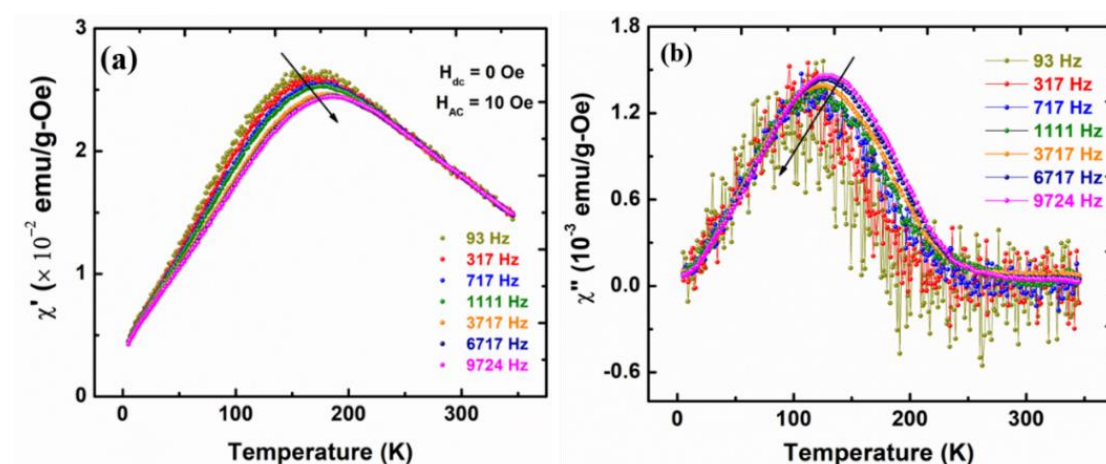 (a)
H_dc = 0 Oe
H_AC = 10 Oe
χ' (× 10⁻² emu/g-Oe)
3
2
1
0
93 Hz
317 Hz
717 Hz
1111 Hz
3717 Hz
6717 Hz
9724 Hz
0 100 200 300
Temperature (K)
(b)
χ" (10⁻³ emu/g-Oe)
1.8
1.2
0.6
0.0
-0.6
93 Hz
317 Hz
717 Hz
1111 Hz
3717 Hz
6717 Hz
9724 Hz
0 100 200 300
Temperature (K)